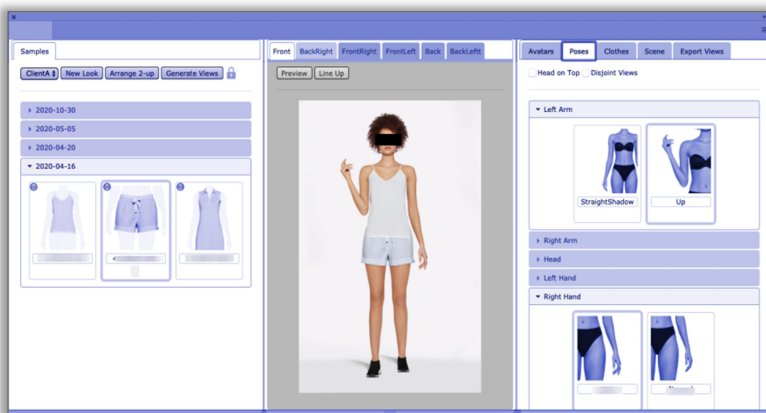 Samples
ClientA New Look Arrange 2-up Generate Views
2020-10-30
2020-05-05
2020-04-20
2020-04-16
Front BackRight FrontRight FrontLeft Back BackLeftt
Preview Line Up
Avatars Poses Clothes Scene Export Views
Head on Top Disjoint Views
Left Arm
StraightShadow Up
Right Arm
Head
Left Hand
Right Hand